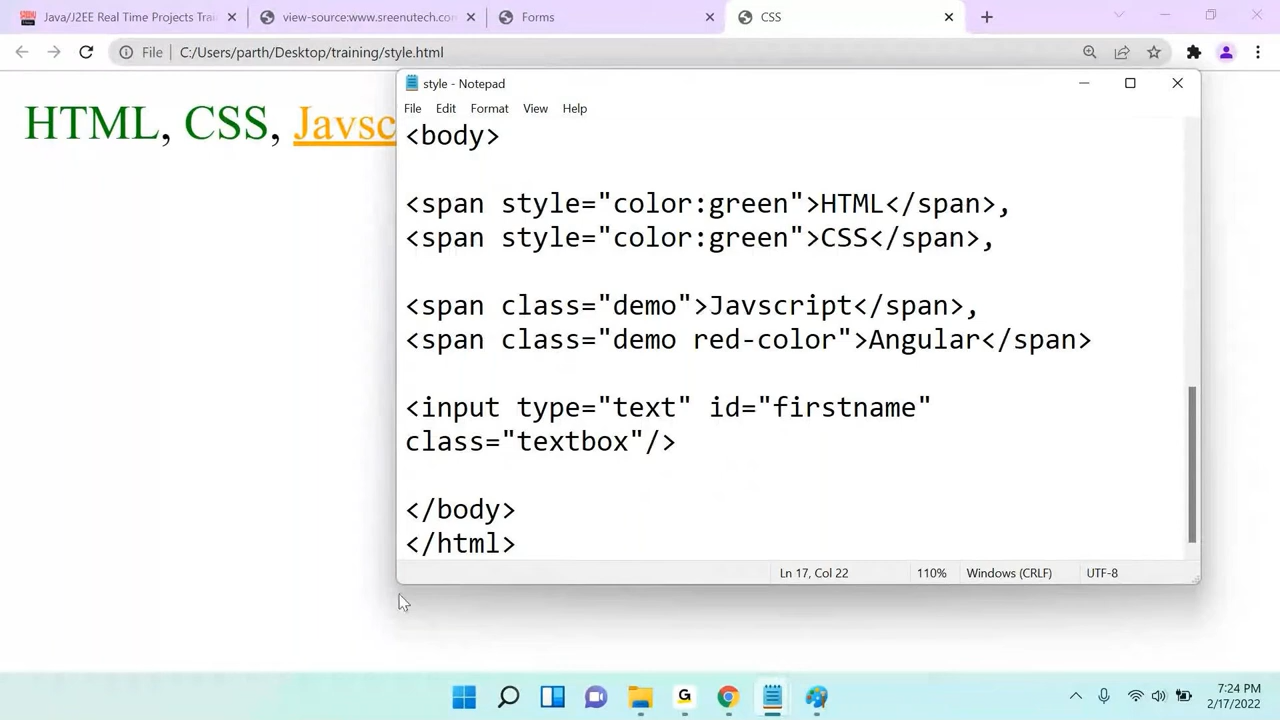 Java/J2EE Real Time Projects Trai
view-source:www.sreenutech.co
Forms
CSS
File
C:/Users/parth/Desktop/training/style.html
HTML, CSS, Javsc
style - Notepad
File Edit Format View Help
<body>
<span style="color:green">HTML</span>,
<span style="color:green">CSS</span>,
<span class="demo">Javscript</span>,
<span class="demo red-color">Angular</span>
<input type="text" id="firstname"
class="textbox"/>
</body>
</html>
Ln 17, Col 22 110% Windows (CRLF) UTF-8
G
7:24 PM
2/17/2022